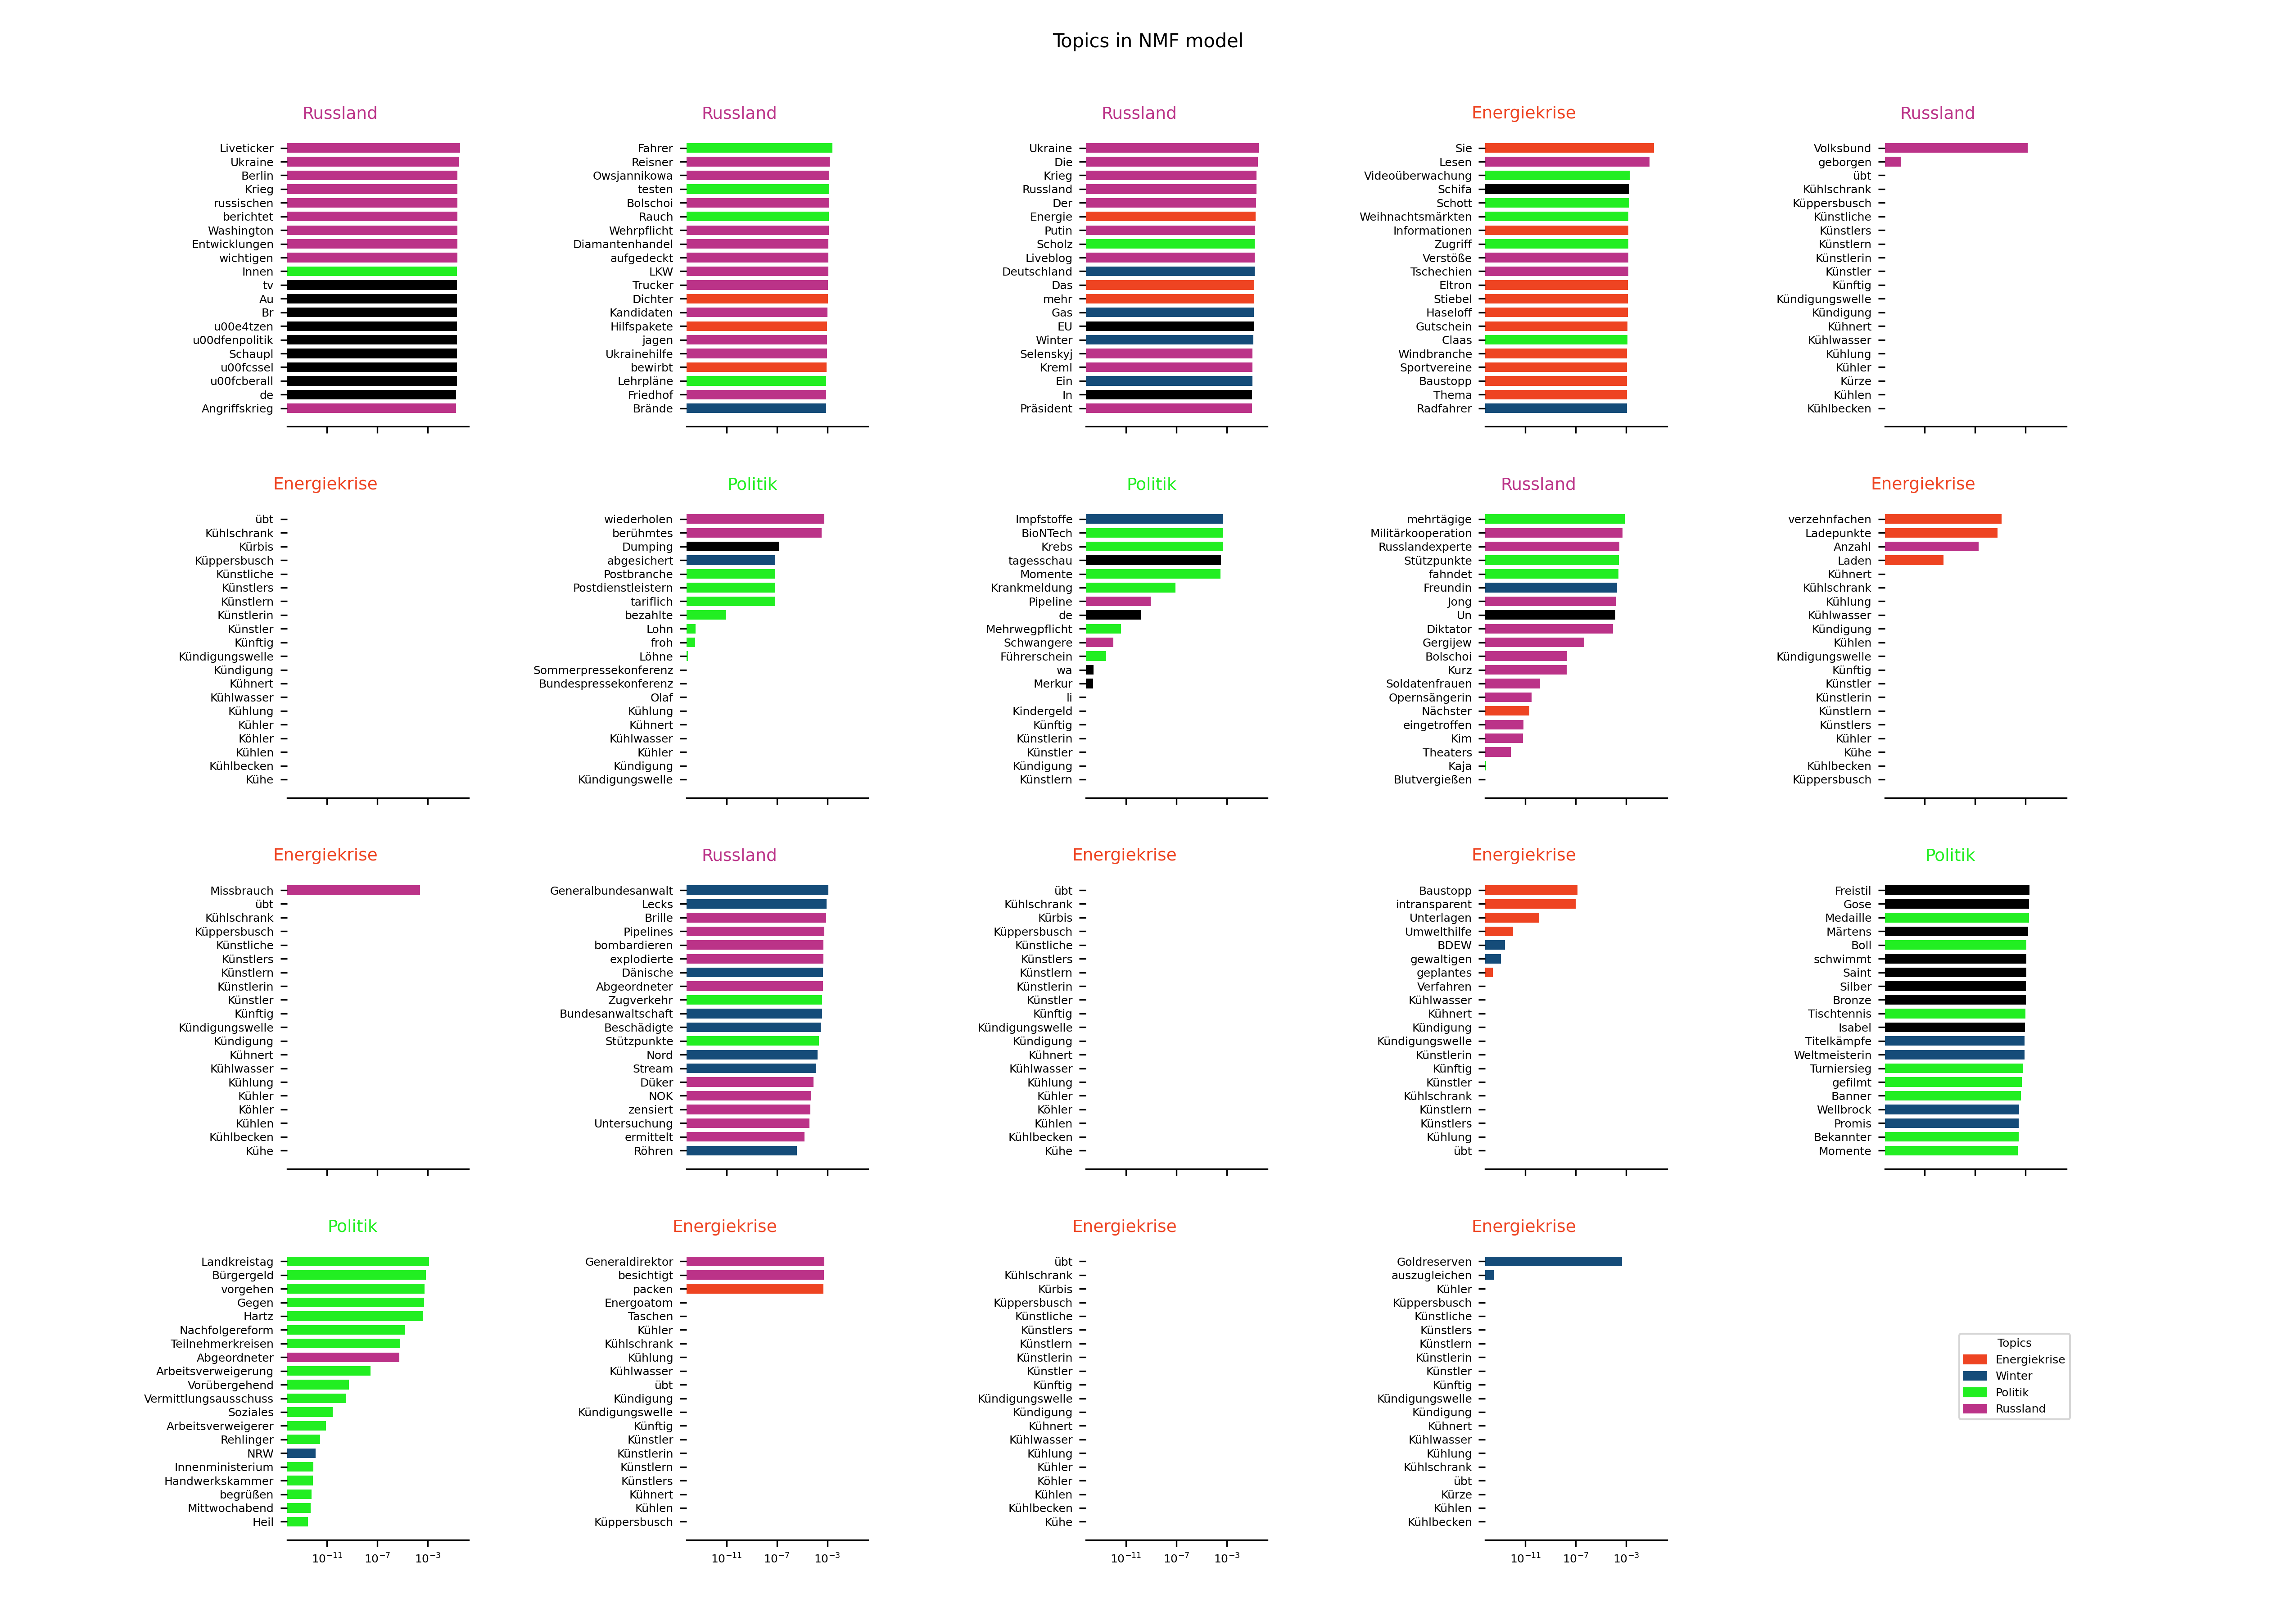 Topics in NMF model
Russland
Liveticker
Ukraine
Berlin
Krieg
russischen
berichtet
Washington
Entwicklungen
wichtigen
Innen
tv
Au
Br
u00e4tzen
u00dfenpolitik
Schaupl
u00fcssel
u00fcberall
de
Angriffskrieg
Russland
Fahrer
Reisner
Owsjannikowa
testen
Bolschoi
Rauch
Wehrpflicht
Diamantenhandel
aufgedeckt
LKW
Trucker
Dichter
Kandidaten
Hilfspakete
jagen
Ukrainehilfe
bewirbt
Lehrpläne
Friedhof
Brände
Russland
Ukraine
Die
Krieg
Russland
Der
Energie
Putin
Scholz
Liveblog
Deutschland
Das
mehr
Gas
EU
Winter
Selenskyj
Kreml
Ein
In
Präsident
Energiekrise
Sie
Lesen
Videoüberwachung
Schifa
Schott
Weihnachtsmärkten
Informationen
Zugriff
Verstöße
Tschechien
Eltron
Stiebel
Haseloff
Gutschein
Claas
Windbranche
Sportvereine
Baustopp
Thema
Radfahrer
Russland
Volksbund
geborgen
übt
Kühlschrank
Küppersbusch
Künstliche
Künstlers
Künstlern
Künstlerin
Künstler
Künftig
Kündigungswelle
Kündigung
Kühnert
Kühlwasser
Kühlung
Kühler
Kürze
Kühlen
Kühlbecken
Energiekrise
übt
Kühlschrank
Kürbis
Küppersbusch
Künstliche
Künstlers
Künstlern
Künstlerin
Künstler
Künftig
Kündigungswelle
Kündigung
Kühnert
Kühlwasser
Kühlung
Kühler
Köhler
Kühlen
Kühlbecken
Kühe
Politik
wiederholen
berühmtes
Dumping
abgesichert
Postbranche
Postdienstleistern
tariflich
bezahlte
Lohn
froh
Löhne
Sommerpressekonferenz
Bundespressekonferenz
Olaf
Kühlung
Kühnert
Kühlwasser
Kühler
Kündigung
Kündigungswelle
Politik
Impfstoffe
BioNTech
Krebs
tagesschau
Momente
Krankmeldung
Pipeline
de
Mehrwegpflicht
Schwangere
Führerschein
wa
Merkur
li
Kindergeld
Künftig
Künstlerin
Künstler
Kündigung
Künstlern
Russland
mehrtägige
Militärkooperation
Russlandexperte
Stützpunkte
fahndet
Freundin
Jong
Un
Diktator
Gergijew
Bolschoi
Kurz
Soldatenfrauen
Opernsängerin
Nächster
eingetroffen
Kim
Theaters
Kaja
Blutvergießen
Energiekrise
verzehnfachen
Ladepunkte
Anzahl
Laden
Kühnert
Kühlschrank
Kühlung
Kühlwasser
Kündigung
Kühlen
Kündigungswelle
Künftig
Künstler
Künstlerin
Künstlern
Künstlers
Kühler
Kühe
Kühlbecken
Küppersbusch
Energiekrise
Missbrauch
übt
Kühlschrank
Küppersbusch
Künstliche
Künstlers
Künstlern
Künstlerin
Künstler
Künftig
Kündigungswelle
Kündigung
Kühnert
Kühlwasser
Kühlung
Kühler
Köhler
Kühlen
Kühlbecken
Kühe
Russland
Generalbundesanwalt
Lecks
Brille
Pipelines
bombardieren
explodierte
Dänische
Abgeordneter
Zugverkehr
Bundesanwaltschaft
Beschädigte
Stützpunkte
Nord
Stream
Düker
NOK
zensiert
Untersuchung
ermittelt
Röhren
Energiekrise
übt
Kühlschrank
Kürbis
Küppersbusch
Künstliche
Künstlers
Künstlern
Künstlerin
Künstler
Künftig
Kündigungswelle
Kündigung
Kühnert
Kühlwasser
Kühlung
Kühler
Köhler
Kühlen
Kühlbecken
Kühe
Energiekrise
Baustopp
intransparent
Unterlagen
Umwelthilfe
BDEW
gewaltigen
geplantes
Verfahren
Kühlwasser
Kühnert
Kündigung
Kündigungswelle
Künstlerin
Künftig
Künstler
Kühlschrank
Künstlern
Künstlers
Kühlung
übt
Politik
Freistil
Gose
Medaille
Märtens
Boll
schwimmt
Saint
Silber
Bronze
Tischtennis
Isabel
Titelkämpfe
Weltmeisterin
Turniersieg
gefilmt
Banner
Wellbrock
Promis
Bekannter
Momente
Politik
Landkreistag
Bürgergeld
vorgehen
Gegen
Hartz
Nachfolgereform
Teilnehmerkreisen
Abgeordneter
Arbeitsverweigerung
Vorübergehend
Vermittlungsausschuss
Soziales
Arbeitsverweigerer
Rehlinger
NRW
Innenministerium
Handwerkskammer
begrüßen
Mittwochabend
Heil
10⁻¹¹ 10⁻⁷ 10⁻³
Energiekrise
Generaldirektor
besichtigt
packen
Energoatom
Taschen
Kühler
Kühlschrank
Kühlung
Kühlwasser
übt
Kündigung
Kündigungswelle
Künftig
Künstler
Künstlerin
Künstlern
Künstlers
Kühnert
Kühlen
Küppersbusch
10⁻¹¹ 10⁻⁷ 10⁻³
Energiekrise
übt
Kühlschrank
Kürbis
Küppersbusch
Künstliche
Künstlers
Künstlern
Künstlerin
Künstler
Künftig
Kündigungswelle
Kündigung
Kühnert
Kühlwasser
Kühlung
Kühler
Köhler
Kühlen
Kühlbecken
Kühe
10⁻¹¹ 10⁻⁷ 10⁻³
Energiekrise
Goldreserven
auszugleichen
Kühler
Küppersbusch
Künstliche
Künstlers
Künstlern
Künstlerin
Künstler
Künftig
Kündigungswelle
Kündigung
Kühnert
Kühlwasser
Kühlung
Kühlschrank
übt
Kürze
Kühlen
Kühlbecken
10⁻¹¹ 10⁻⁷ 10⁻³
Topics
Energiekrise
Winter
Politik
Russland